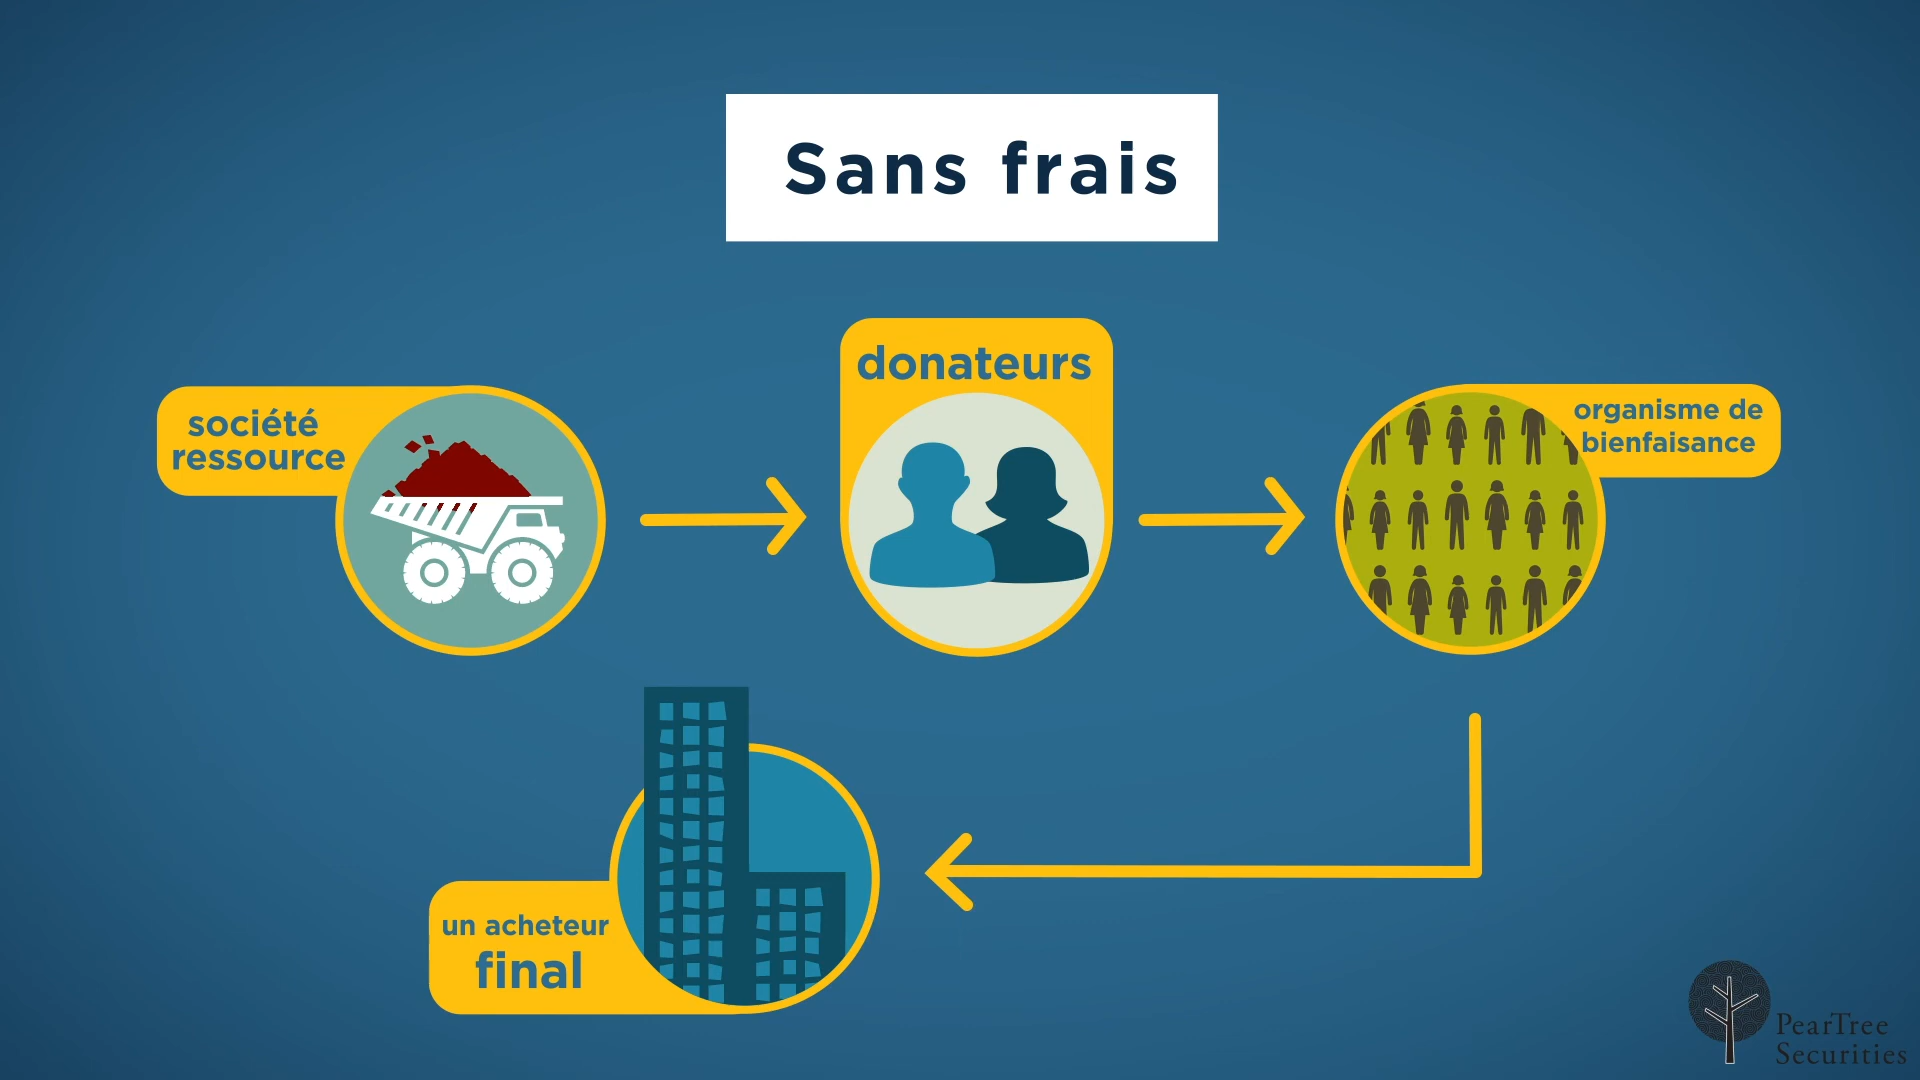 Sans frais
donateurs
société
ressource
organisme de
bienfaisance
un acheteur
final
PearTree
Securities